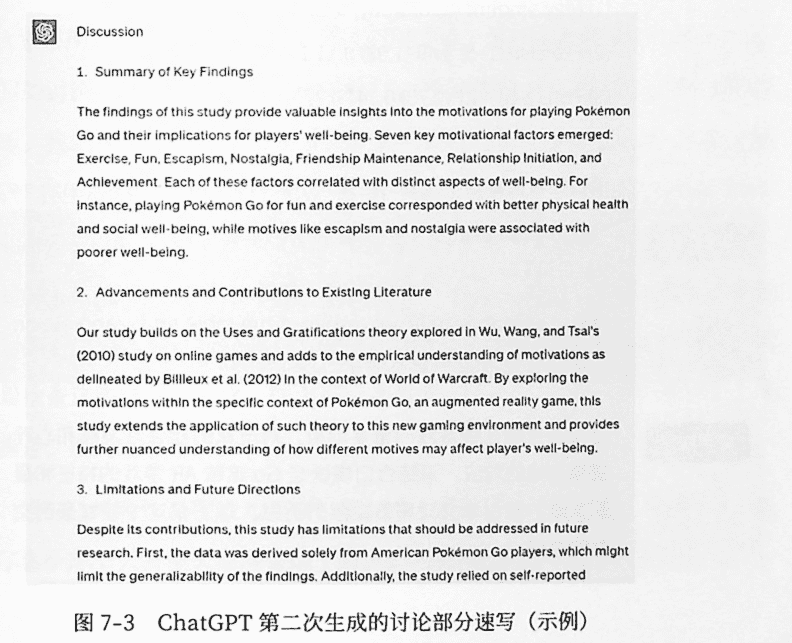 Discussion
1. Summary of Key Findings
The findings of this study provide valuable insights into the motivations for playing Pokémon
Go and their implications for players' well-being. Seven key motivational factors emerged:
Exercise, Fun, Escapism, Nostalgia, Friendship Maintenance, Relationship Initiation, and
Achievement. Each of these factors correlated with distinct aspects of well-being. For
instance, playing Pokémon Go for fun and exercise corresponded with better physical health
and social well-being, while motives like escapism and nostalgia were associated with
poorer well-being.
2. Advancements and Contributions to Existing Literature
Our study builds on the Uses and Gratifications theory explored in Wu, Wang, and Tsai's
(2010) study on online games and adds to the empirical understanding of motivations as
delineated by Billieux et al. (2012) in the context of World of Warcraft. By exploring the
motivations within the specific context of Pokémon Go, an augmented reality game, this
study extends the application of such theory to this new gaming environment and provides
further nuanced understanding of how different motives may affect player's well-being.
3. Limitations and Future Directions
Despite its contributions, this study has limitations that should be addressed in future
research. First, the data was derived solely from American Pokémon Go players, which might
limit the generalizability of the findings. Additionally, the study relied on self-reported
图 7-3 ChatGPT 第二次生成的讨论部分速写（示例）